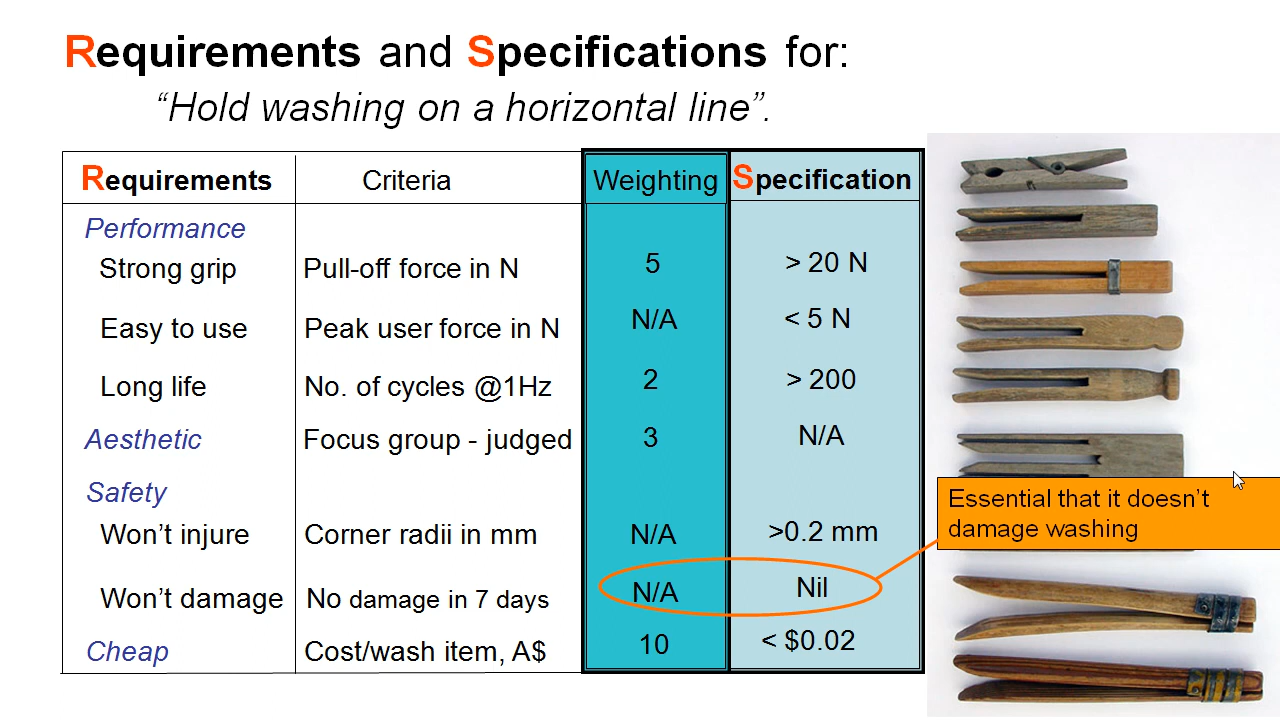 Requirements and Specifications for:
“Hold washing on a horizontal line”.
Requirements Criteria Weighting Specification
Performance
Strong grip Pull-off force in N 5 > 20 N
Easy to use Peak user force in N N/A < 5 N
Long life No. of cycles @1Hz 2 > 200
Aesthetic Focus group - judged 3 N/A
Safety
Won’t injure Corner radii in mm N/A >0.2 mm
Won’t damage No damage in 7 days N/A Nil
Cheap Cost/wash item, A$ 10 < $0.02
Essential that it doesn’t
damage washing